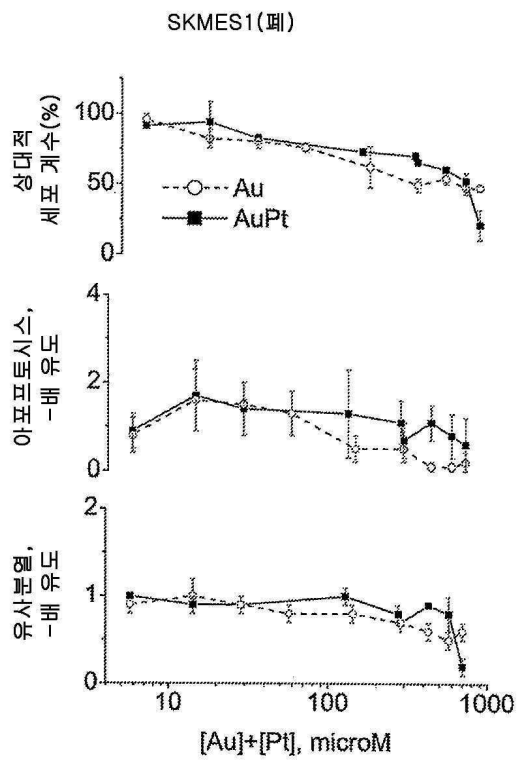 SKMES1(폐)
상대적
세포 계수(%)
100
50
0
Au
AuPt
아포프토시스,
-배 유도
4
2
0
유사분열,
-배 유도
2
1
0
10
100
1000
[Au]+[Pt], microM